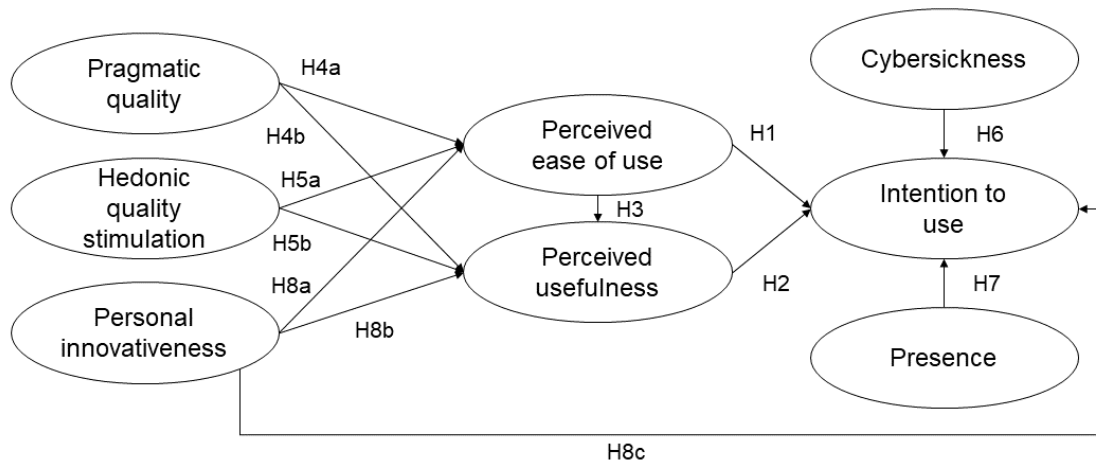 Pragmatic
quality
Hedonic
quality
stimulation
Personal
innovativeness
H4a
H4b
H5a
H5b
H8a
H8b
Perceived
ease of use
H3
Perceived
usefulness
H1
H2
Cybersickness
H6
Intention to
use
H7
Presence
H8c